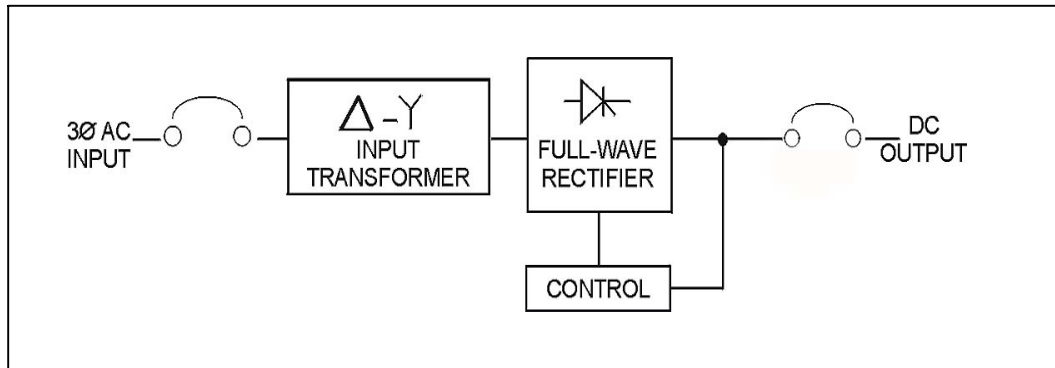 3Ø AC
INPUT
Δ-Y
INPUT
TRANSFORMER
FULL-WAVE
RECTIFIER
CONTROL
DC
OUTPUT